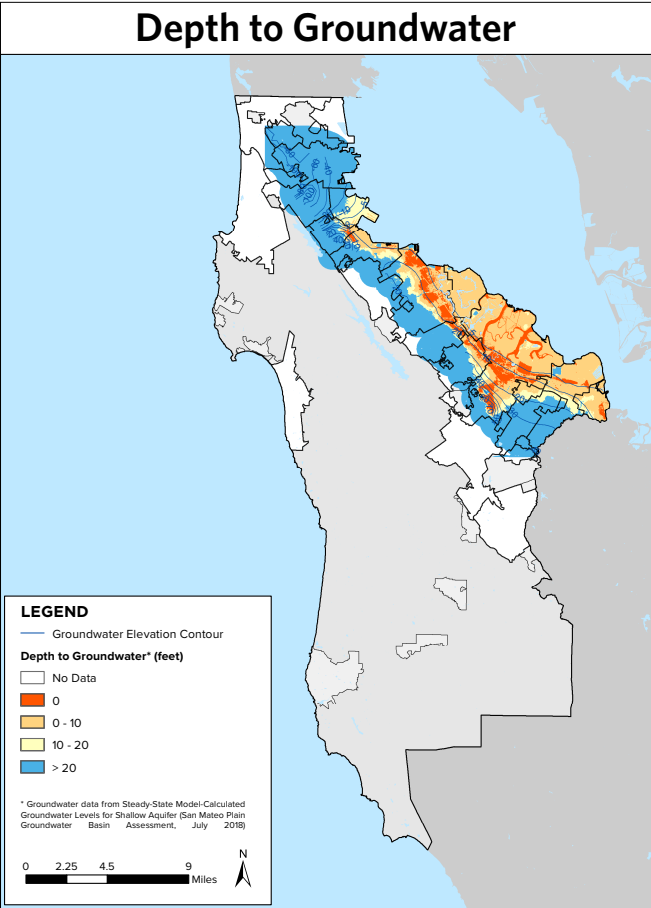 Depth to Groundwater
LEGEND
Groundwater Elevation Contour
Depth to Groundwater* (feet)
No Data
0
0 - 10
10 - 20
> 20
* Groundwater data from Steady-State Model-Calculated
Groundwater Levels for Shallow Aquifer (San Mateo Plain
Groundwater Basin Assessment, July 2018)
N
0 2.25 4.5 9
Miles